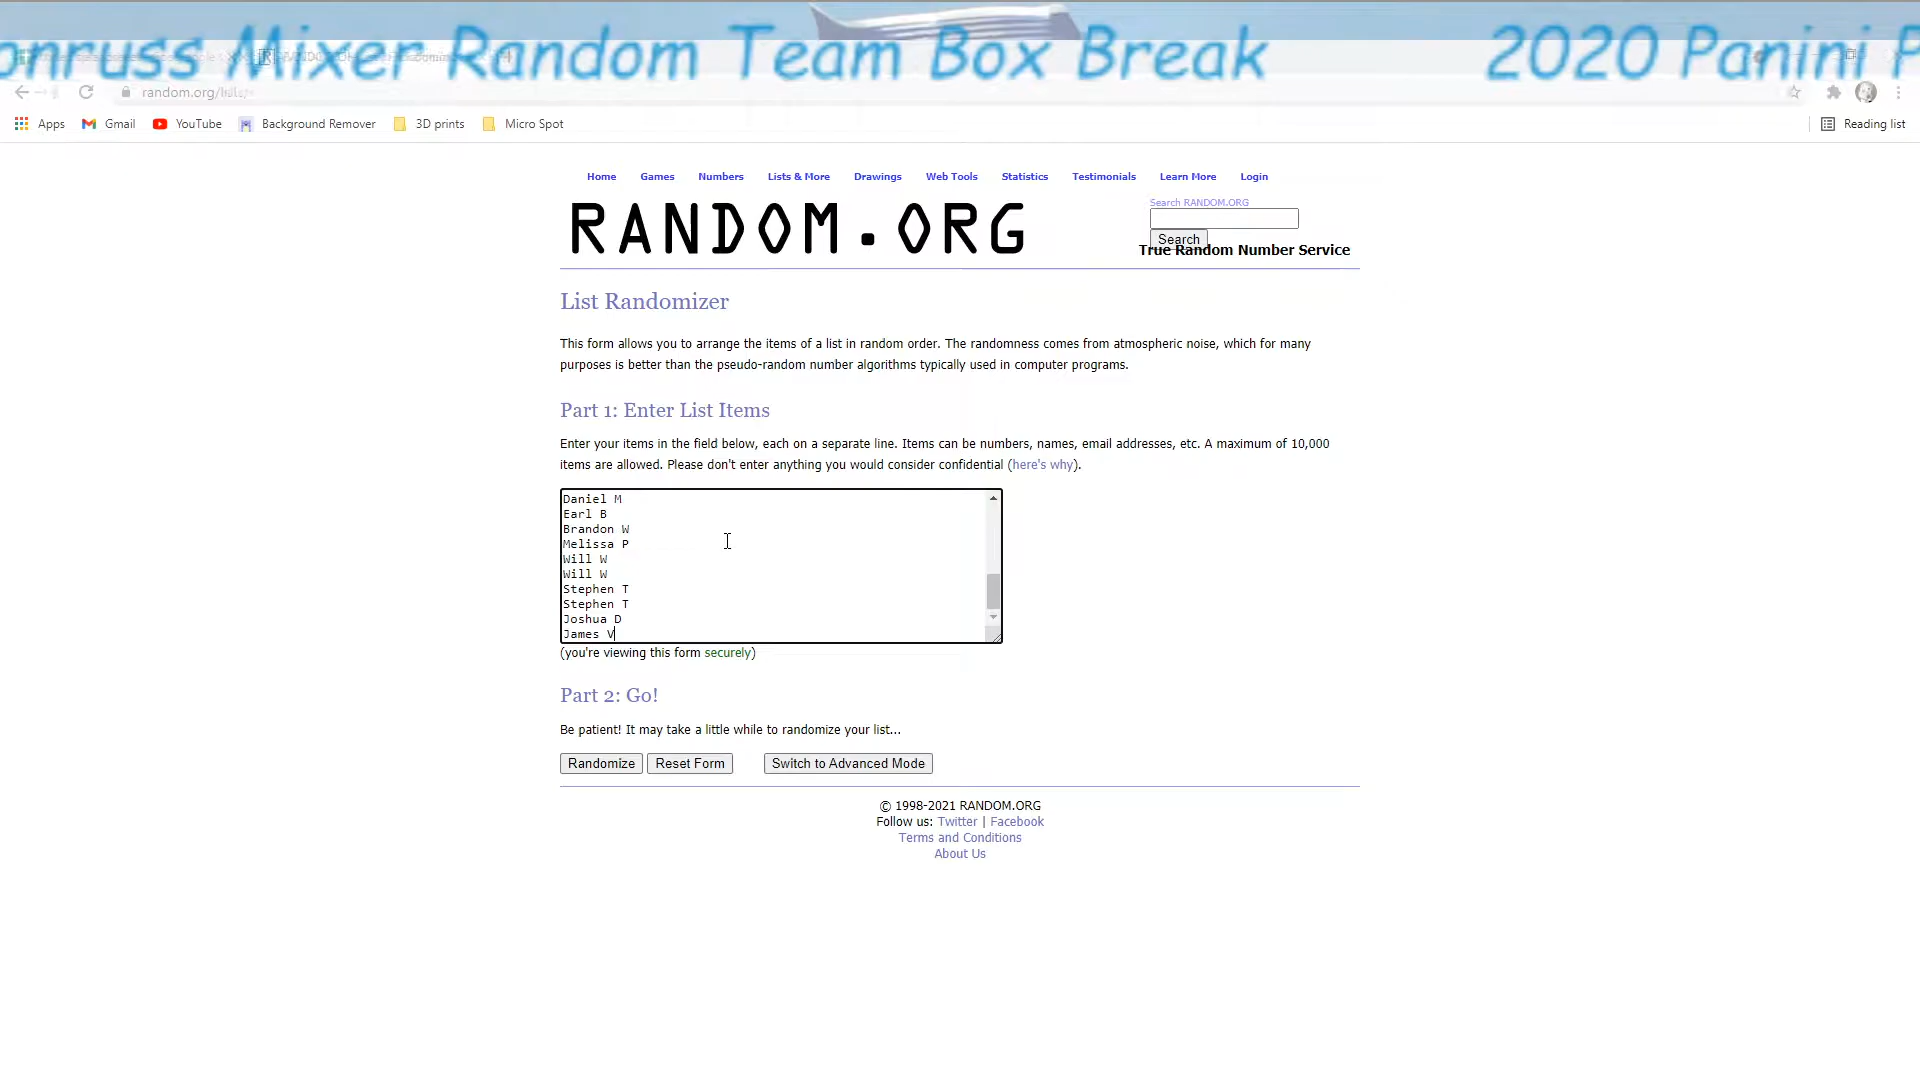 onruss Mixer Random Team Box Break 2020 Panini P
random.org/lists/
Apps Gmail YouTube Background Remover 3D prints Micro Spot Reading list
Home Games Numbers Lists & More Drawings Web Tools Statistics Testimonials Learn More Login
RANDOM.ORG
Search RANDOM.ORG
Search
True Random Number Service
List Randomizer
This form allows you to arrange the items of a list in random order. The randomness comes from atmospheric noise, which for many
purposes is better than the pseudo-random number algorithms typically used in computer programs.
Part 1: Enter List Items
Enter your items in the field below, each on a separate line. Items can be numbers, names, email addresses, etc. A maximum of 10,000
items are allowed. Please don't enter anything you would consider confidential (here's why).
Daniel M
Earl B
Brandon W
Melissa P
Will W
Will W
Stephen T
Stephen T
Joshua D
James V
(you're viewing this form securely)
Part 2: Go!
Be patient! It may take a little while to randomize your list...
Randomize Reset Form Switch to Advanced Mode
© 1998-2021 RANDOM.ORG
Follow us: Twitter | Facebook
Terms and Conditions
About Us